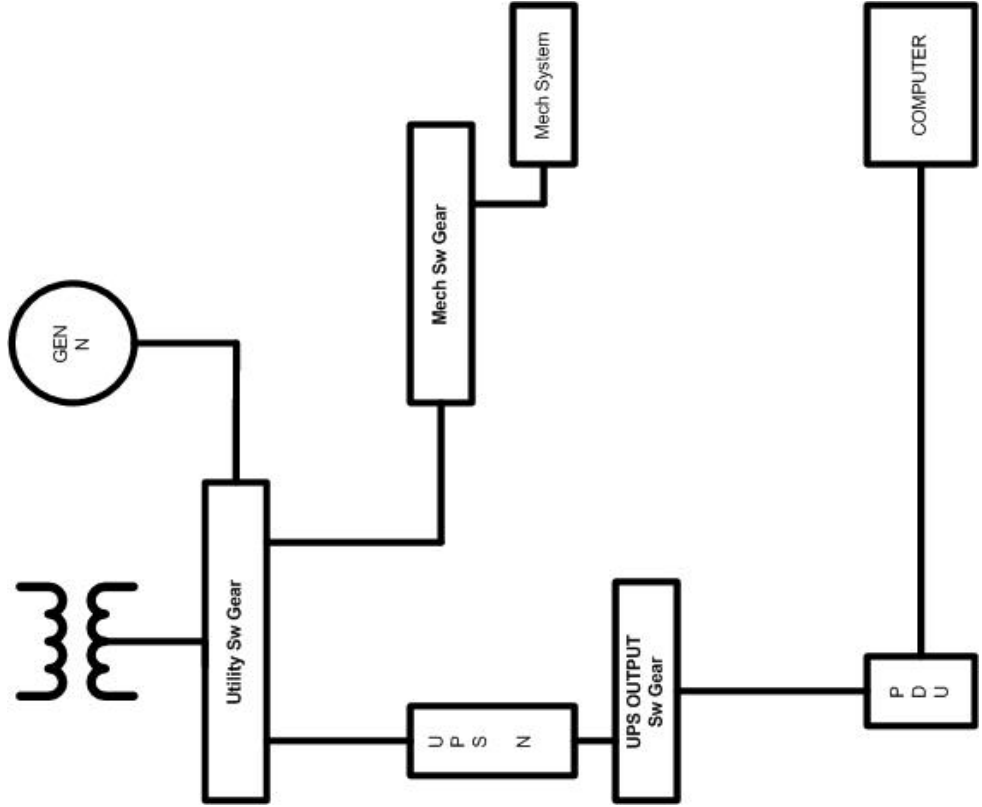 GEN
N
Utility Sw Gear
Mech Sw Gear
Mech System
U
P
S
N
UPS OUTPUT
Sw Gear
P
D
U
COMPUTER